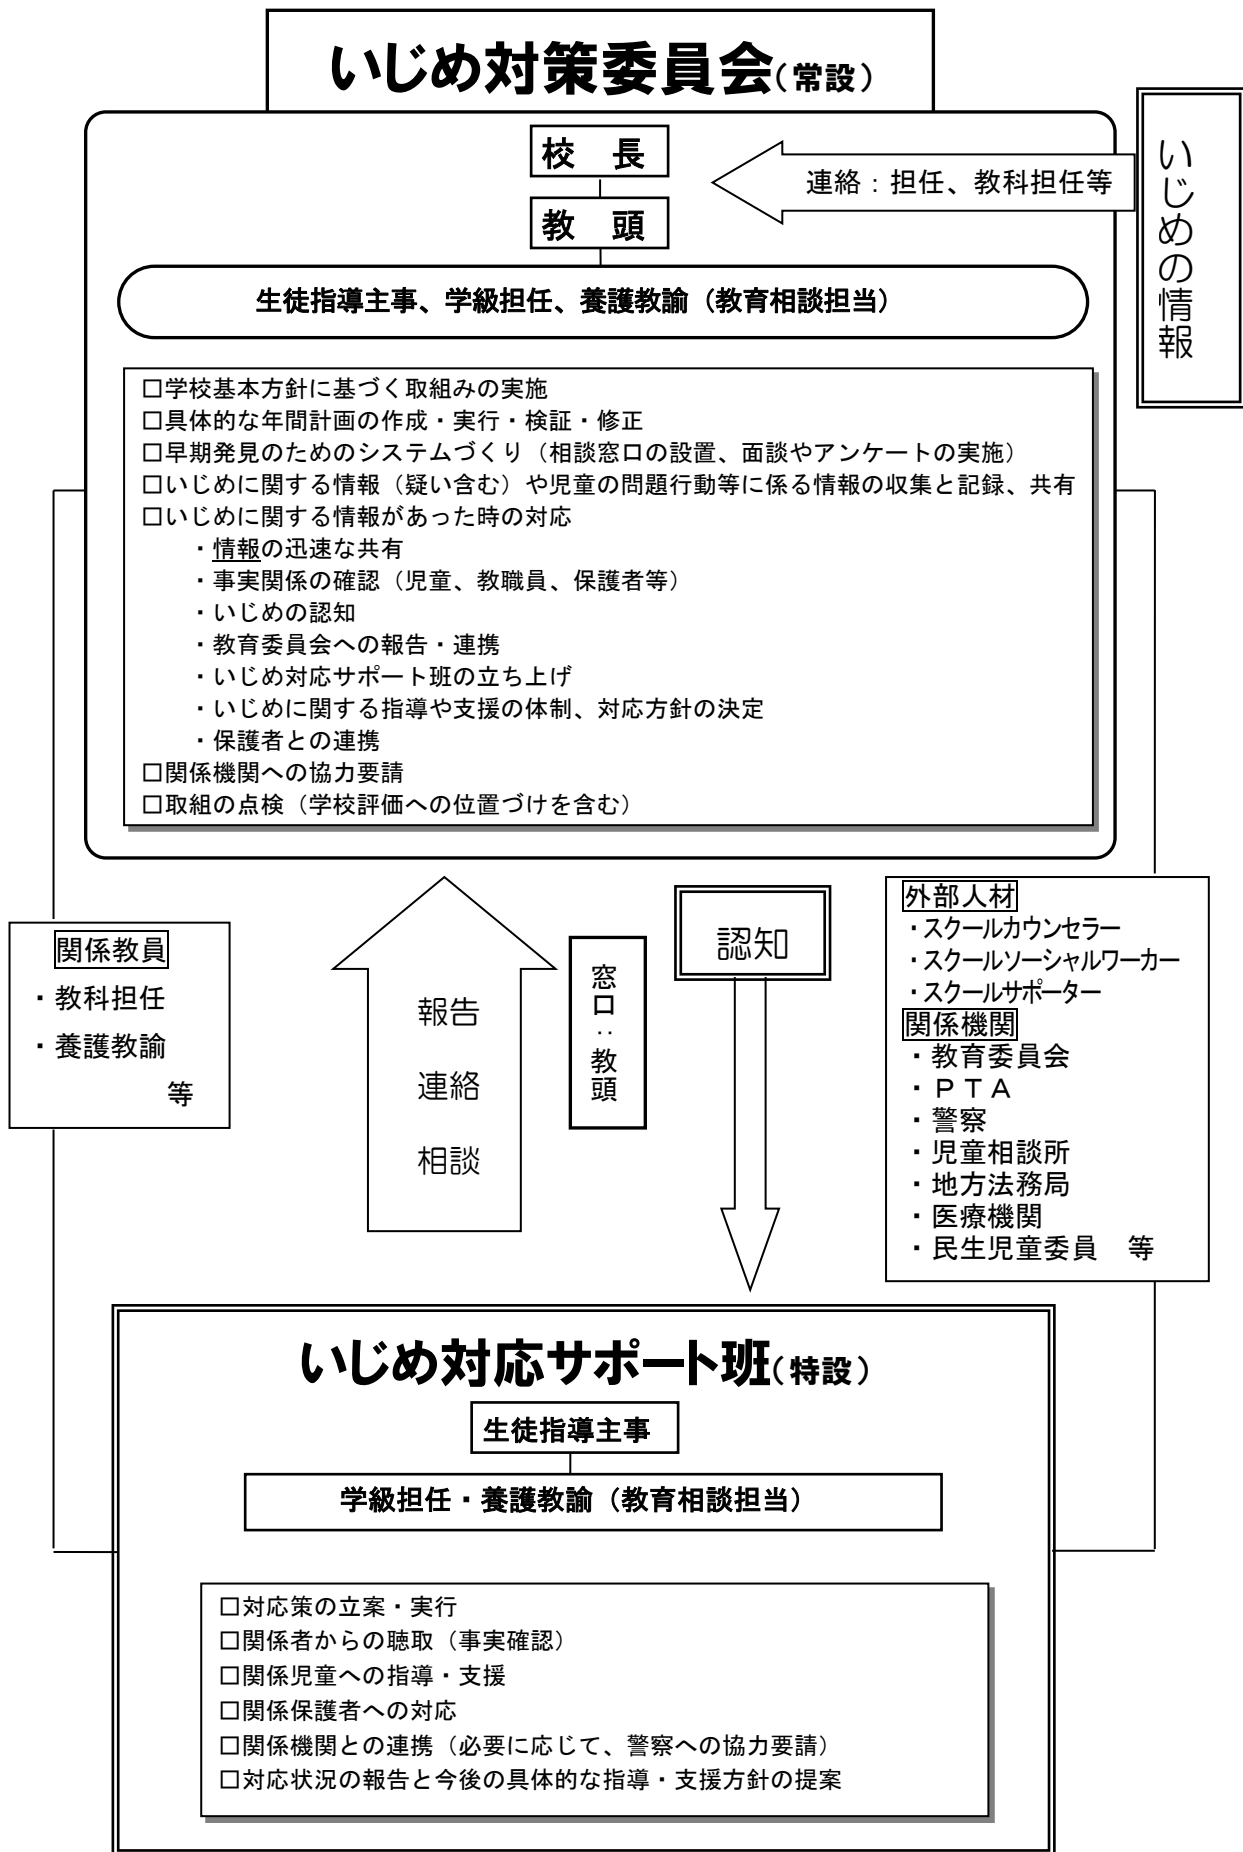 いじめ対策委員会(常設)
校　長
連絡：担任、教科担任等
いじめの情報
教　頭
生徒指導主事、学級担任、養護教諭（教育相談担当）
□学校基本方針に基づく取組みの実施
□具体的な年間計画の作成・実行・検証・修正
□早期発見のためのシステムづくり（相談窓口の設置、面談やアンケートの実施）
□いじめに関する情報（疑い含む）や児童の問題行動等に係る情報の収集と記録、共有
□いじめに関する情報があった時の対応
・情報の迅速な共有
・事実関係の確認（児童、教職員、保護者等）
・いじめの認知
・教育委員会への報告・連携
・いじめ対応サポート班の立ち上げ
・いじめに関する指導や支援の体制、対応方針の決定
・保護者との連携
□関係機関への協力要請
□取組の点検（学校評価への位置づけを含む）
関係教員
・教科担任
・養護教諭
等
報告
連絡
相談
窓口：教頭
認知
外部人材
・スクールカウンセラー
・スクールソーシャルワーカー
・スクールサポーター
関係機関
・教育委員会
・ＰＴＡ
・警察
・児童相談所
・地方法務局
・医療機関
・民生児童委員　等
いじめ対応サポート班(特設)
生徒指導主事
学級担任・養護教諭（教育相談担当）
□対応策の立案・実行
□関係者からの聴取（事実確認）
□関係児童への指導・支援
□関係保護者への対応
□関係機関との連携（必要に応じて、警察への協力要請）
□対応状況の報告と今後の具体的な指導・支援方針の提案